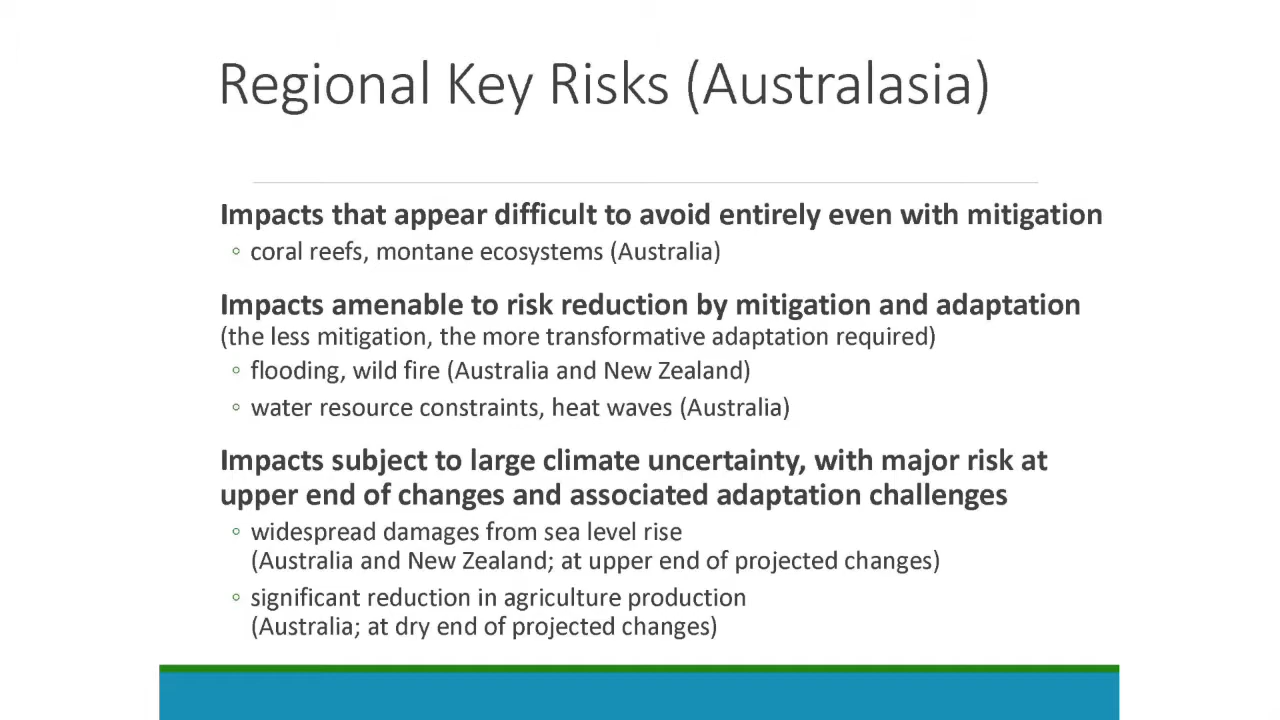 Regional Key Risks (Australasia)
Impacts that appear difficult to avoid entirely even with mitigation
◦ coral reefs, montane ecosystems (Australia)
Impacts amenable to risk reduction by mitigation and adaptation
(the less mitigation, the more transformative adaptation required)
◦ flooding, wild fire (Australia and New Zealand)
◦ water resource constraints, heat waves (Australia)
Impacts subject to large climate uncertainty, with major risk at
upper end of changes and associated adaptation challenges
◦ widespread damages from sea level rise
(Australia and New Zealand; at upper end of projected changes)
◦ significant reduction in agriculture production
(Australia; at dry end of projected changes)